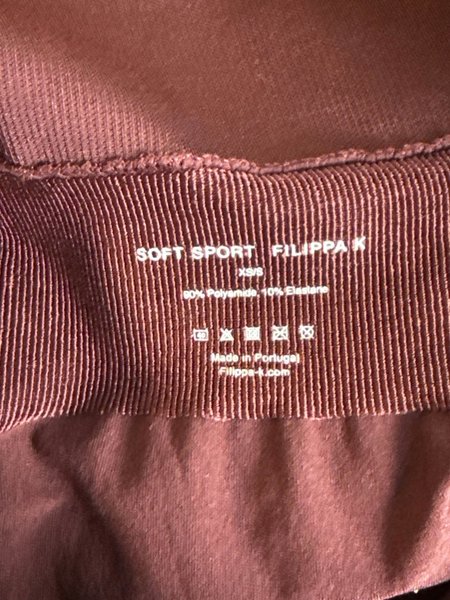 SOFT SPORT FILIPPA K
XS/S
90% Polyamide, 10% Elastane
Made in Portugal
Filippa-k.com